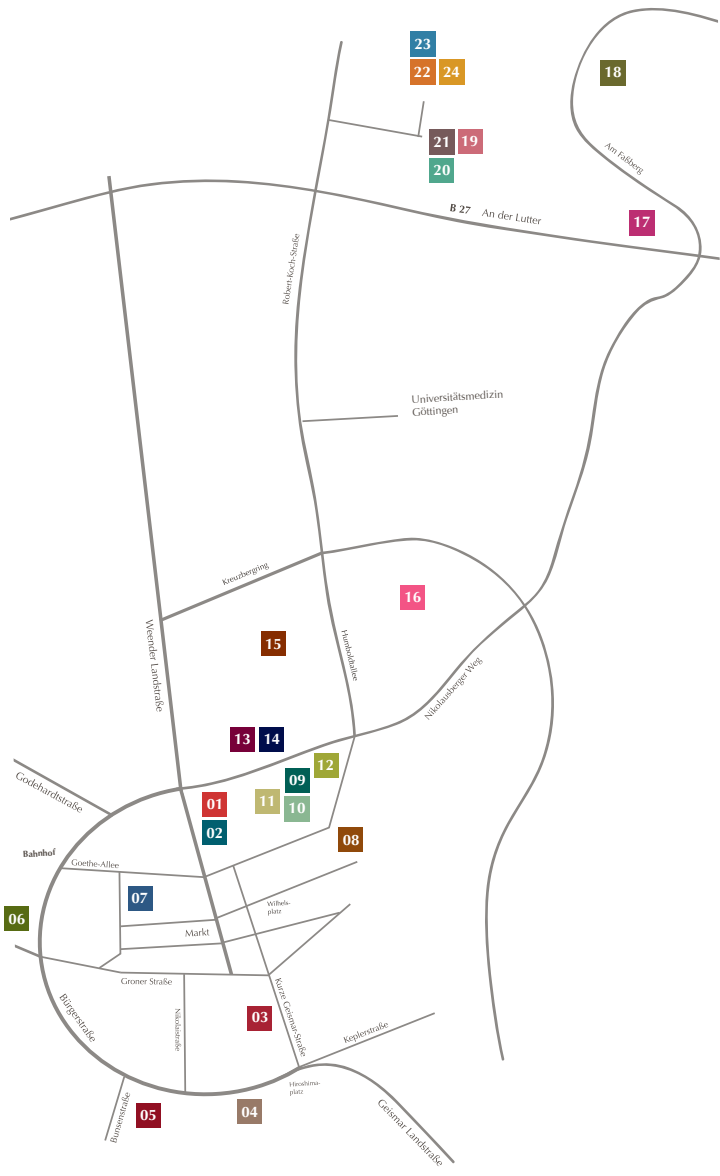 23
22 24
18
21 19
20
Am Faßberg
B 27 An der Lutter
17
Robert-Koch-Straße
Universitätsmedizin
Göttingen
Kreuzbergring
16
15
Weender Landstraße
Humboldtallee
Nikolausberger Weg
13 14
12
09
11
10
01
02
Godehardtstraße
08
Bahnhof
Goethe-Allee
07
06
Wilhels-
platz
Markt
Groner Straße
Kurze Geismar-Straße
Bürgerstraße
Nikolaistraße
03
Keplerstraße
Hiroshima-
platz
04
05
Bunsenstraße
Geismar Landstraße